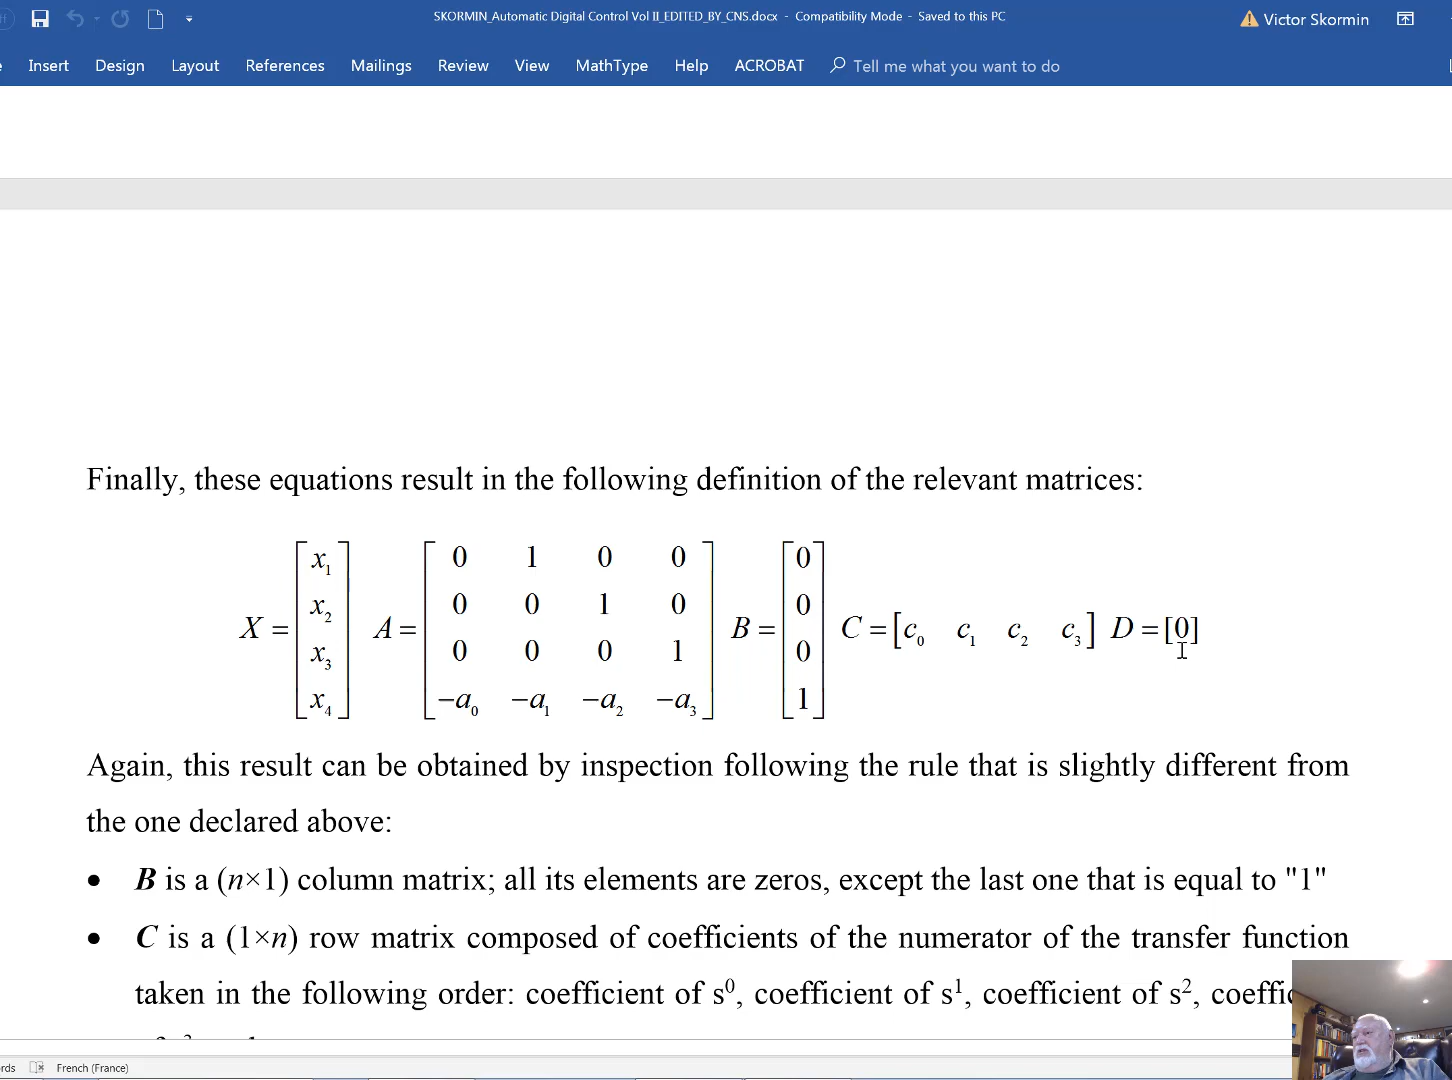 SKORMIN_Automatic Digital Control Vol II_EDITED_BY_CNS.docx - Compatibility Mode - Saved to this PC
Victor Skormin
Insert Design Layout References Mailings Review View MathType Help ACROBAT Tell me what you want to do
Finally, these equations result in the following definition of the relevant matrices:
X = [x₁ x₂ x₃ x₄] A = [0 1 0 0 0 0 1 0 0 0 0 1 −a₀ −a₁ −a₂ −a₃] B = [0 0 0 1] C = [c₀ c₁ c₂ c₃] D = [0]
Again, this result can be obtained by inspection following the rule that is slightly different from
the one declared above:
• B is a (n×1) column matrix; all its elements are zeros, except the last one that is equal to "1"
• C is a (1×n) row matrix composed of coefficients of the numerator of the transfer function
taken in the following order: coefficient of s⁰, coefficient of s¹, coefficient of s²,
French (France)